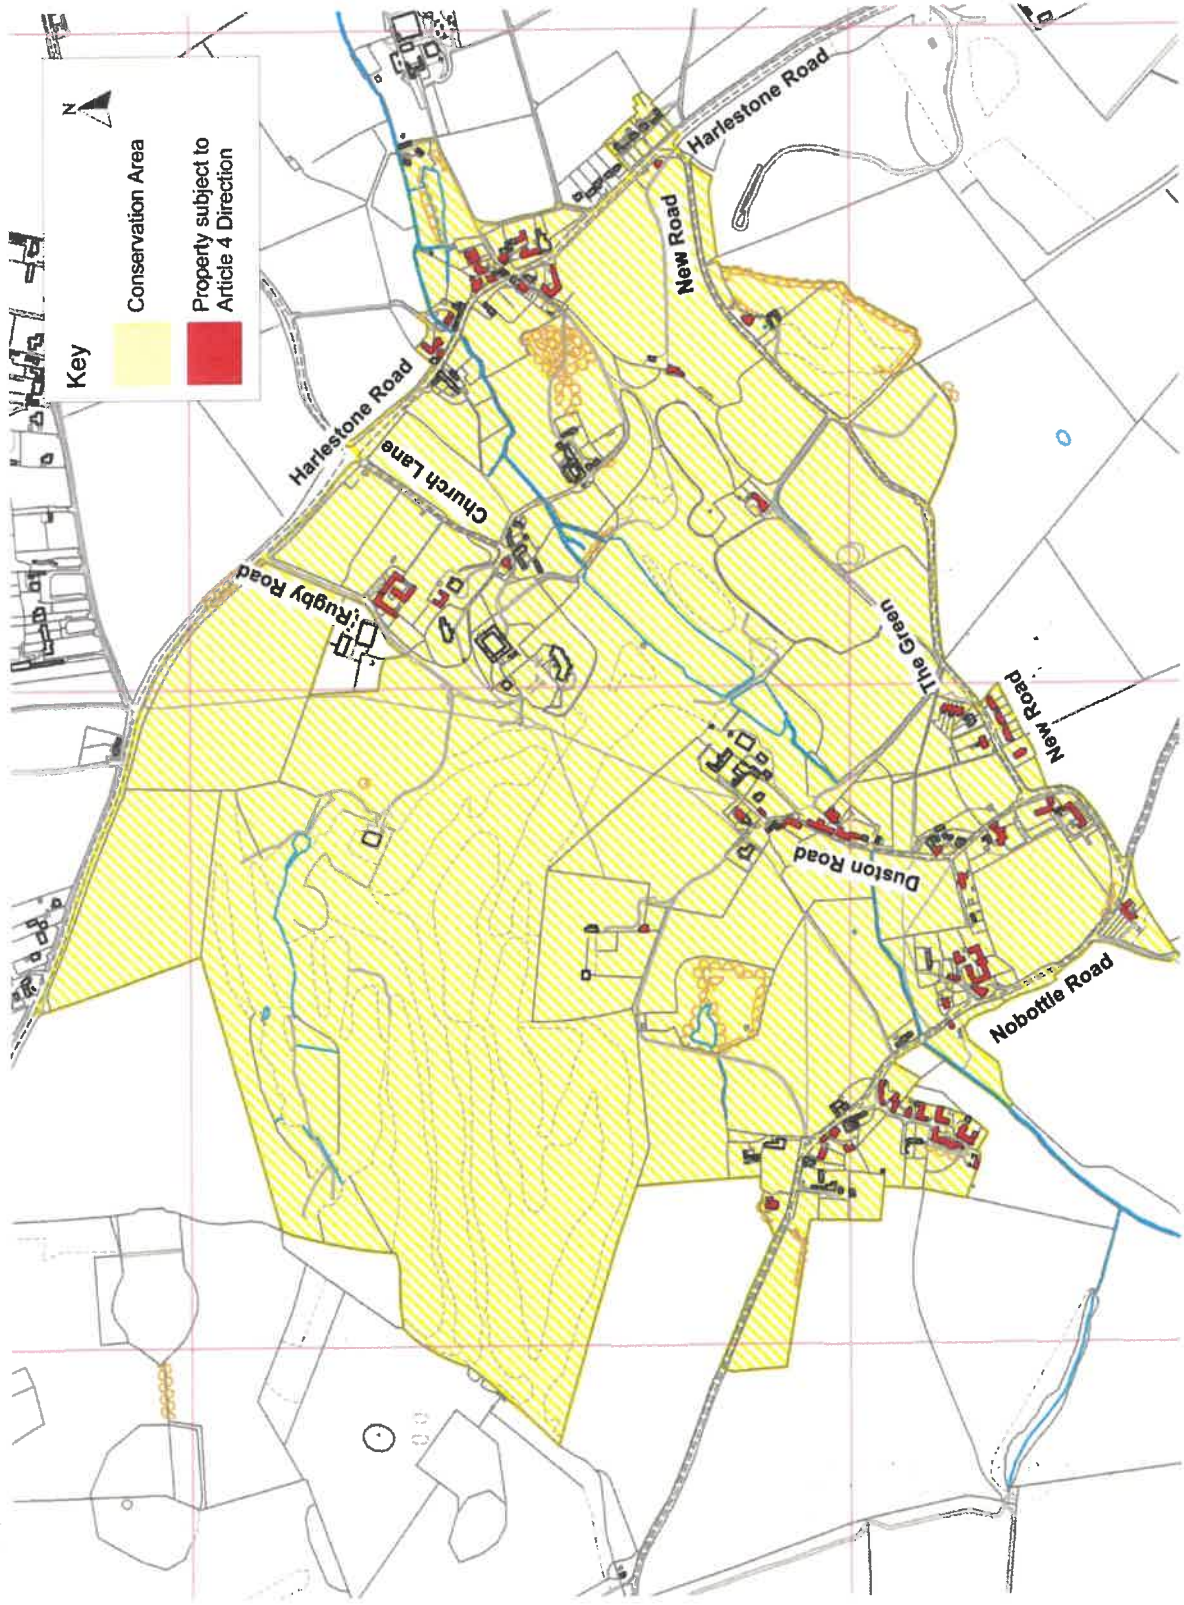 Key
N
Conservation Area
Property subject to
Article 4 Direction
Harlestone Road
Church Lane
Rugby Road
Harlestone Road
New Road
The Green
New Road
Duston Road
Nobottle Road